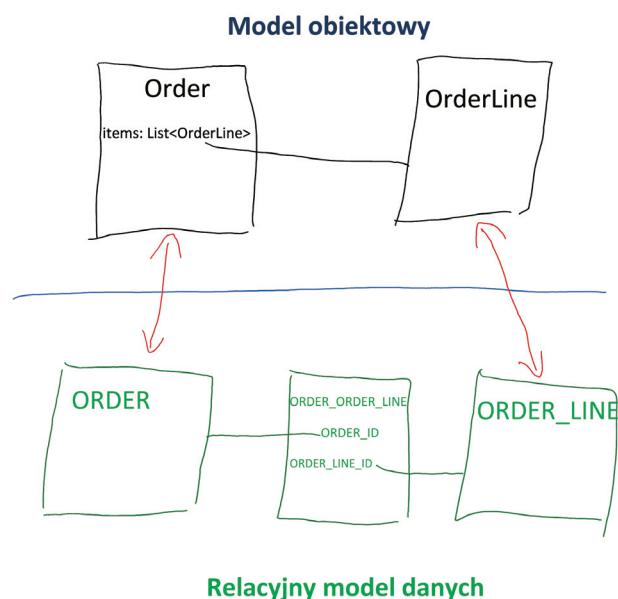 Model obiektowy
Order
items: List<OrderLine>
OrderLine
ORDER
ORDER_ORDER_LINE
ORDER_ID
ORDER_LINE_ID
ORDER_LINE
Relacyjny model danych